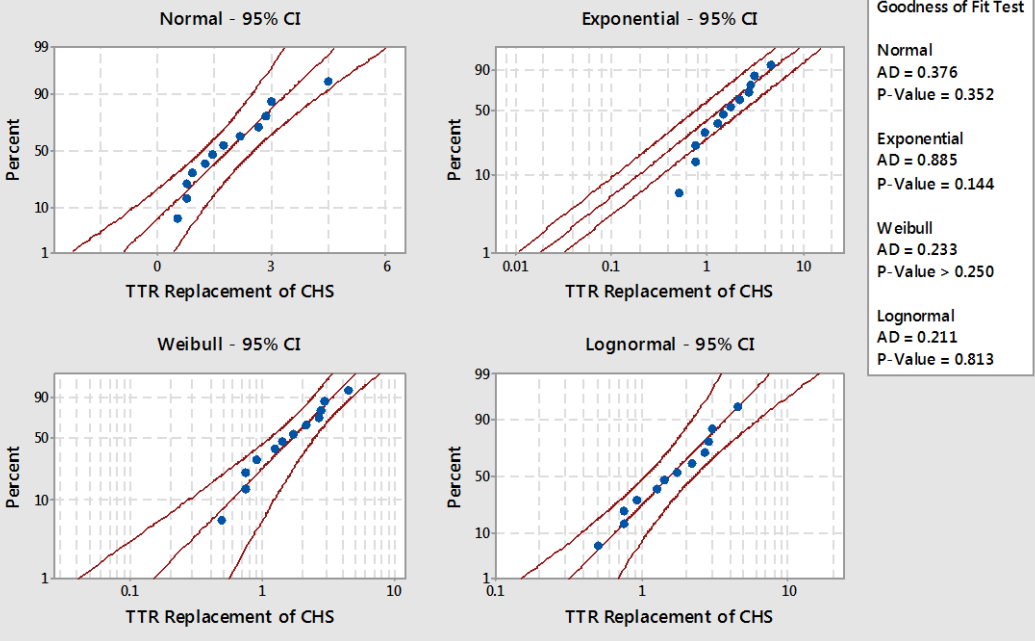 Normal - 95% CI
99
90
50
10
1
Percent
0
3
6
TTR Replacement of CHS
Exponential - 95% CI
90
50
10
1
Percent
0.01
0.1
1
10
TTR Replacement of CHS
Goodness of Fit Test
Normal
AD = 0.376
P-Value = 0.352
Exponential
AD = 0.885
P-Value = 0.144
Weibull
AD = 0.233
P-Value > 0.250
Lognormal
AD = 0.211
P-Value = 0.813
Weibull - 95% CI
90
50
10
1
Percent
0.1
1
10
TTR Replacement of CHS
Lognormal - 95% CI
99
90
50
10
1
Percent
0.1
1
10
TTR Replacement of CHS